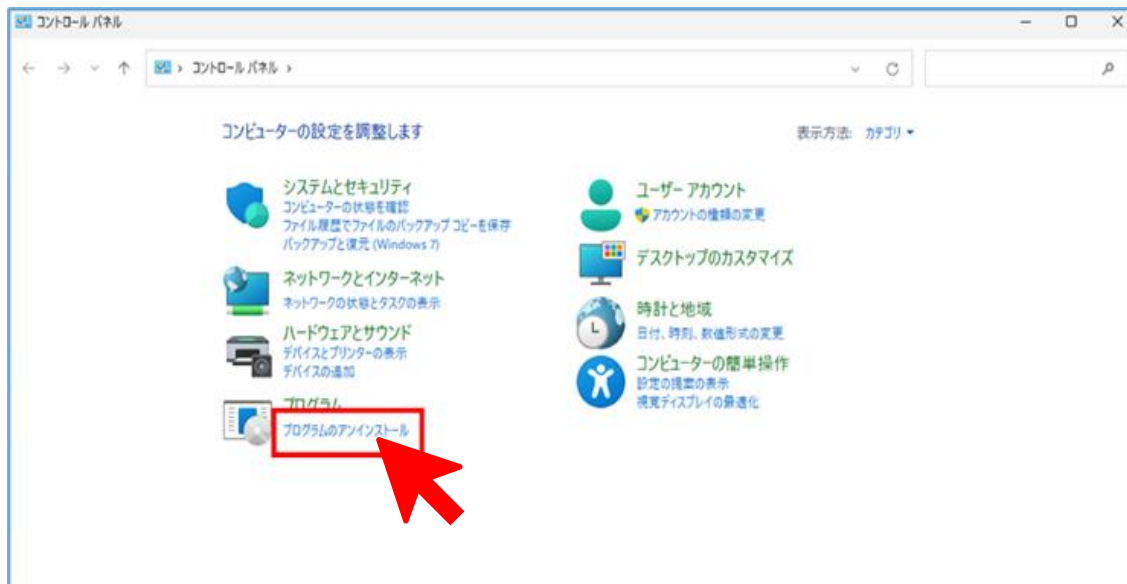 コントロール パネル
コントロール パネル
コンピューターの設定を調整します
表示方法: カテゴリ
システムとセキュリティ
コンピューターの状態を確認
ファイル履歴でファイルのバックアップ コピーを保存
バックアップと復元 (Windows 7)
ネットワークとインターネット
ネットワークの状態とタスクの表示
ハードウェアとサウンド
デバイスとプリンターの表示
デバイスの追加
プログラム
プログラムのアンインストール
ユーザー アカウント
アカウントの種類の変更
デスクトップのカスタマイズ
時計と地域
日付、時刻、数値形式の変更
コンピューターの簡単操作
設定の提案の表示
視覚ディスプレイの最適化